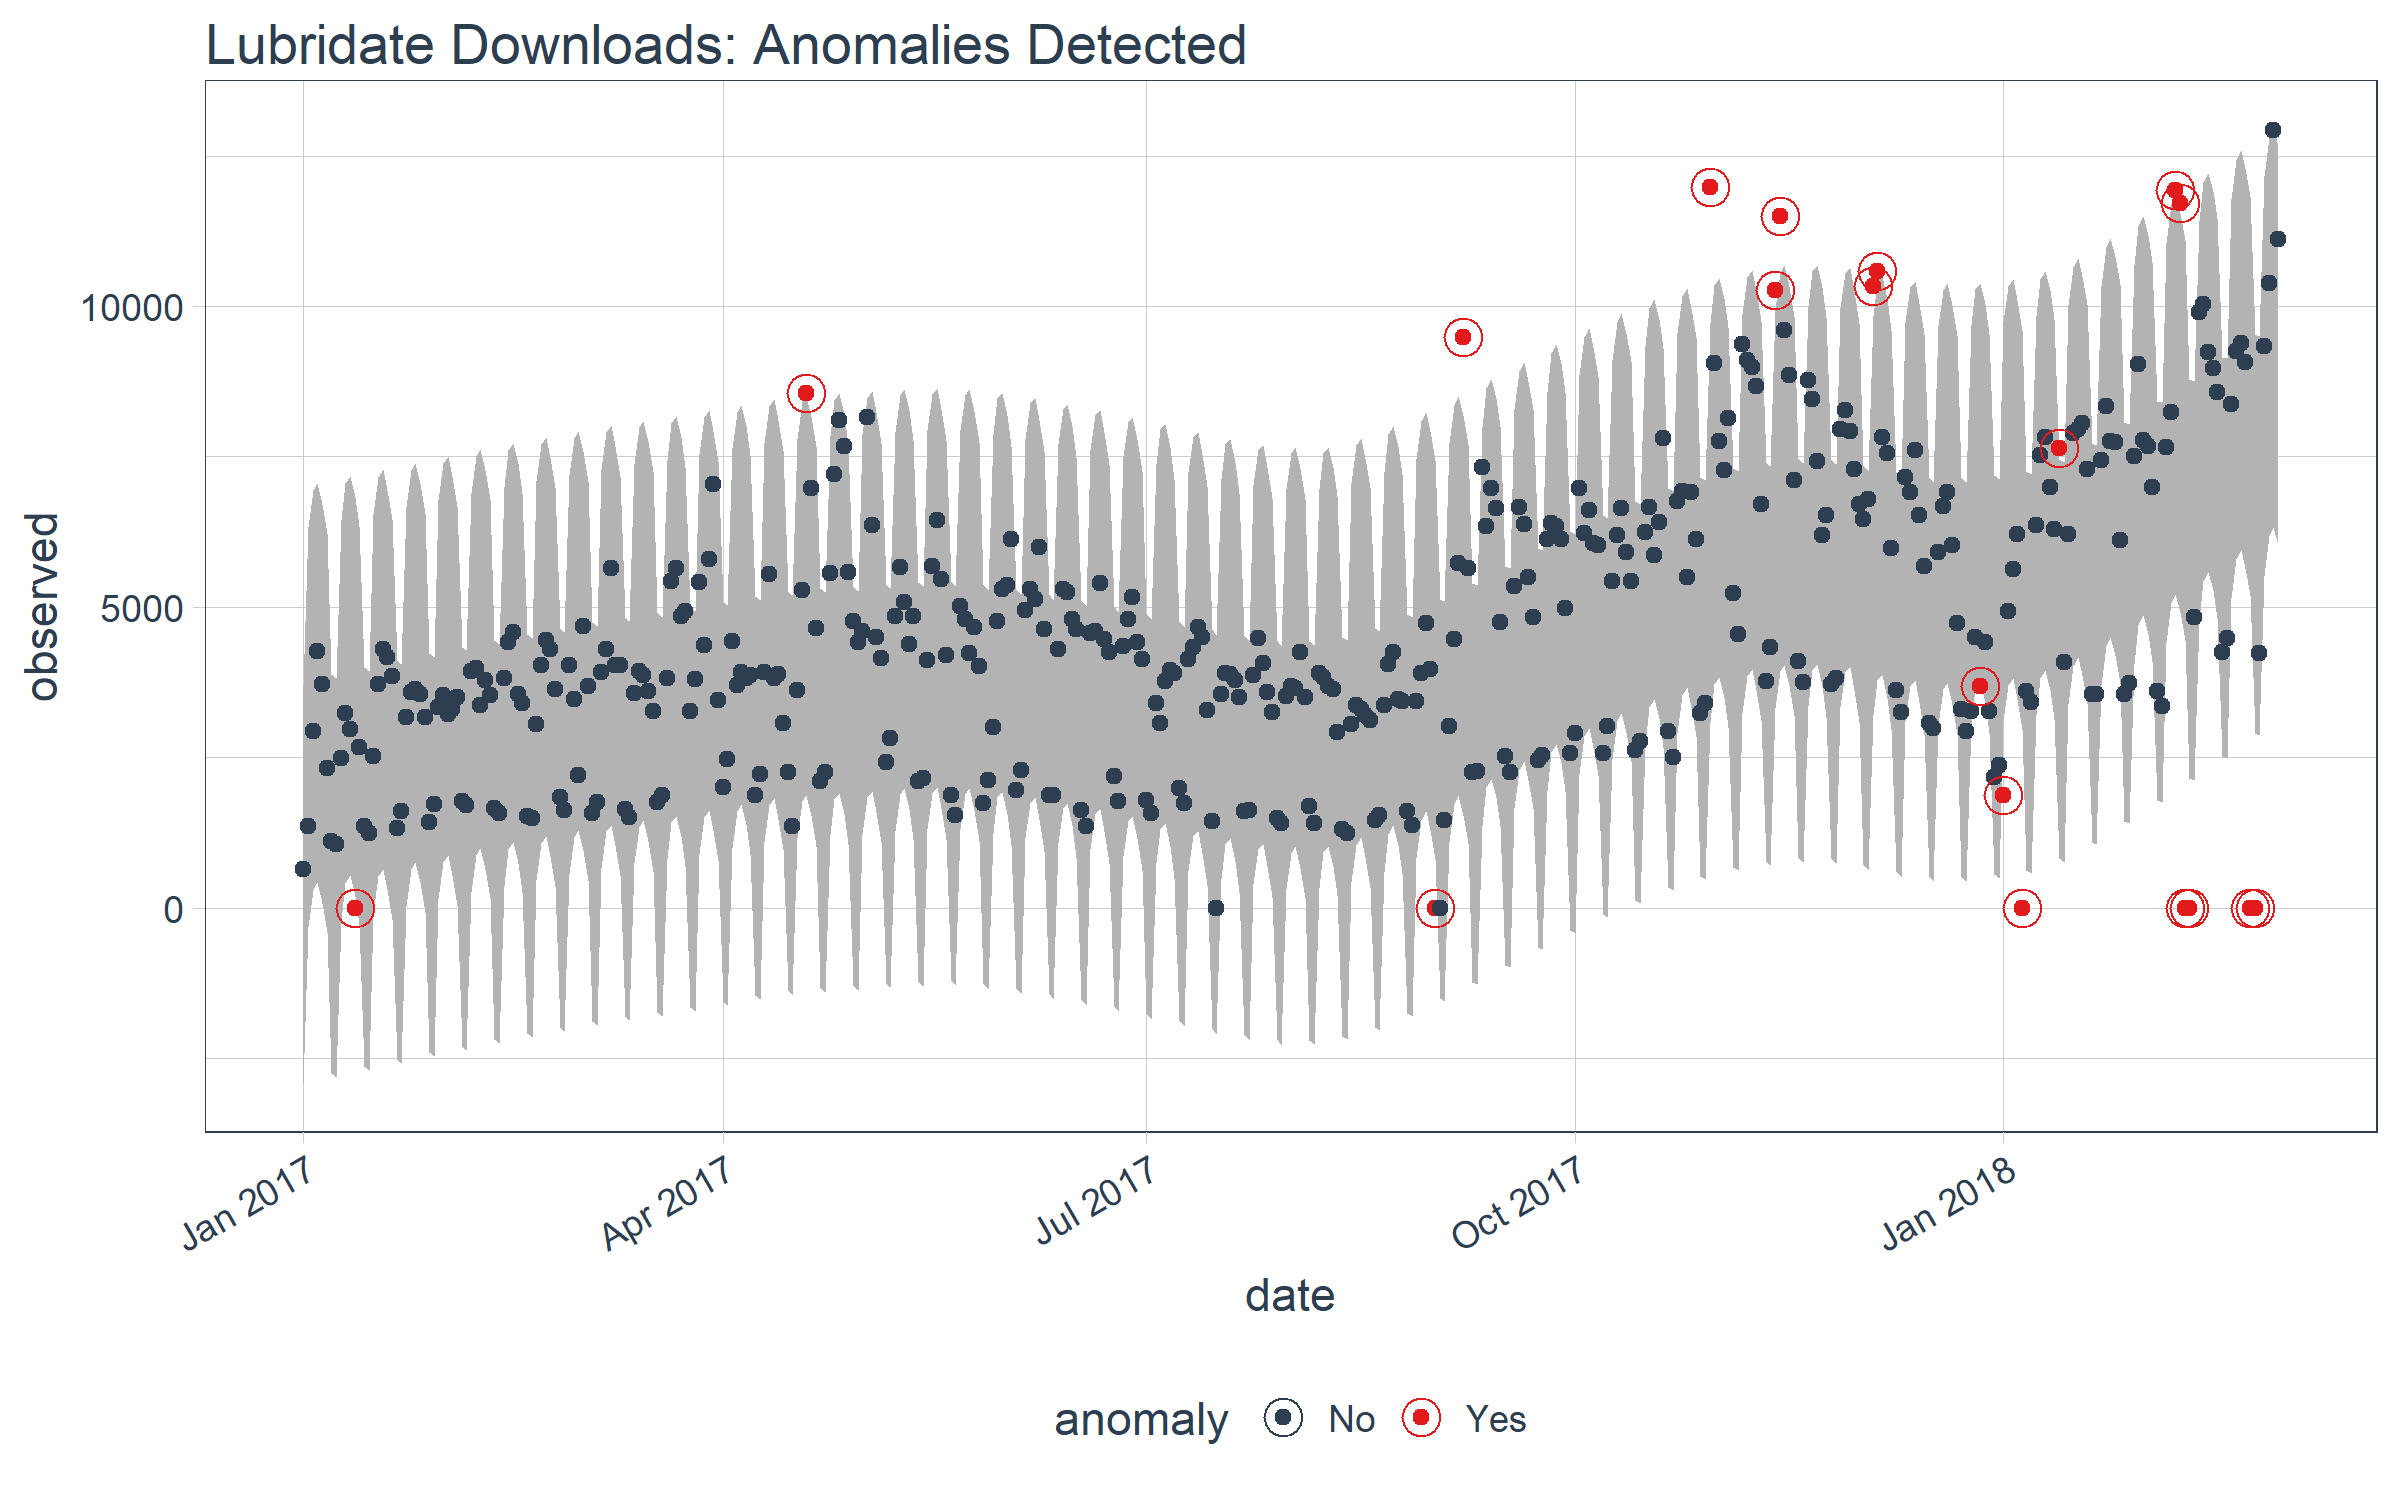 Lubridate Downloads: Anomalies Detected
observed
10000
5000
0
Jan 2017
Apr 2017
Jul 2017
Oct 2017
Jan 2018
date
anomaly No Yes